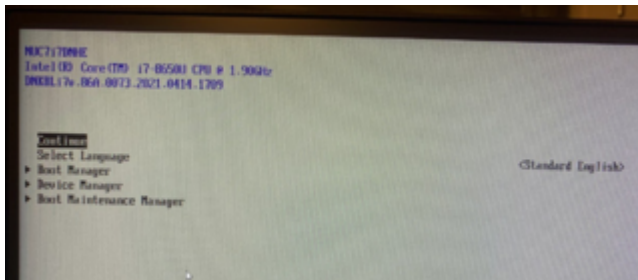 NUC7i7DNHE
Intel(R) Core(TM) i7-8650U CPU @ 1.90GHz
DNKBLi7v.86A.0073.2021.0414.1709
Continue
Select Language
<Standard English>
▶ Boot Manager
▶ Device Manager
▶ Boot Maintenance Manager